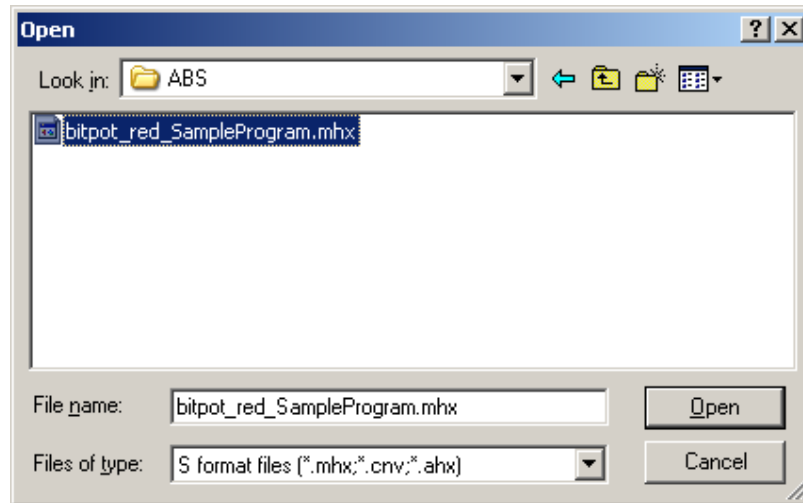 Open
Look in: ABS
bitpot_red_SampleProgram.mhx
File name: bitpot_red_SampleProgram.mhx Open
Files of type: S format files (*.mhx;*.cnv;*.ahx) Cancel